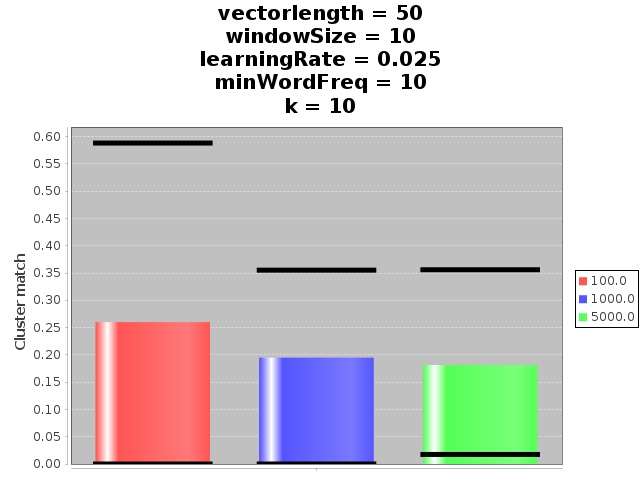 vectorlength = 50
windowSize = 10
learningRate = 0.025
minWordFreq = 10
k = 10
0.60
0.55
0.50
0.45
0.40
0.35
0.30
0.25
0.20
0.15
0.10
0.05
0.00
Cluster match
100.0
1000.0
5000.0